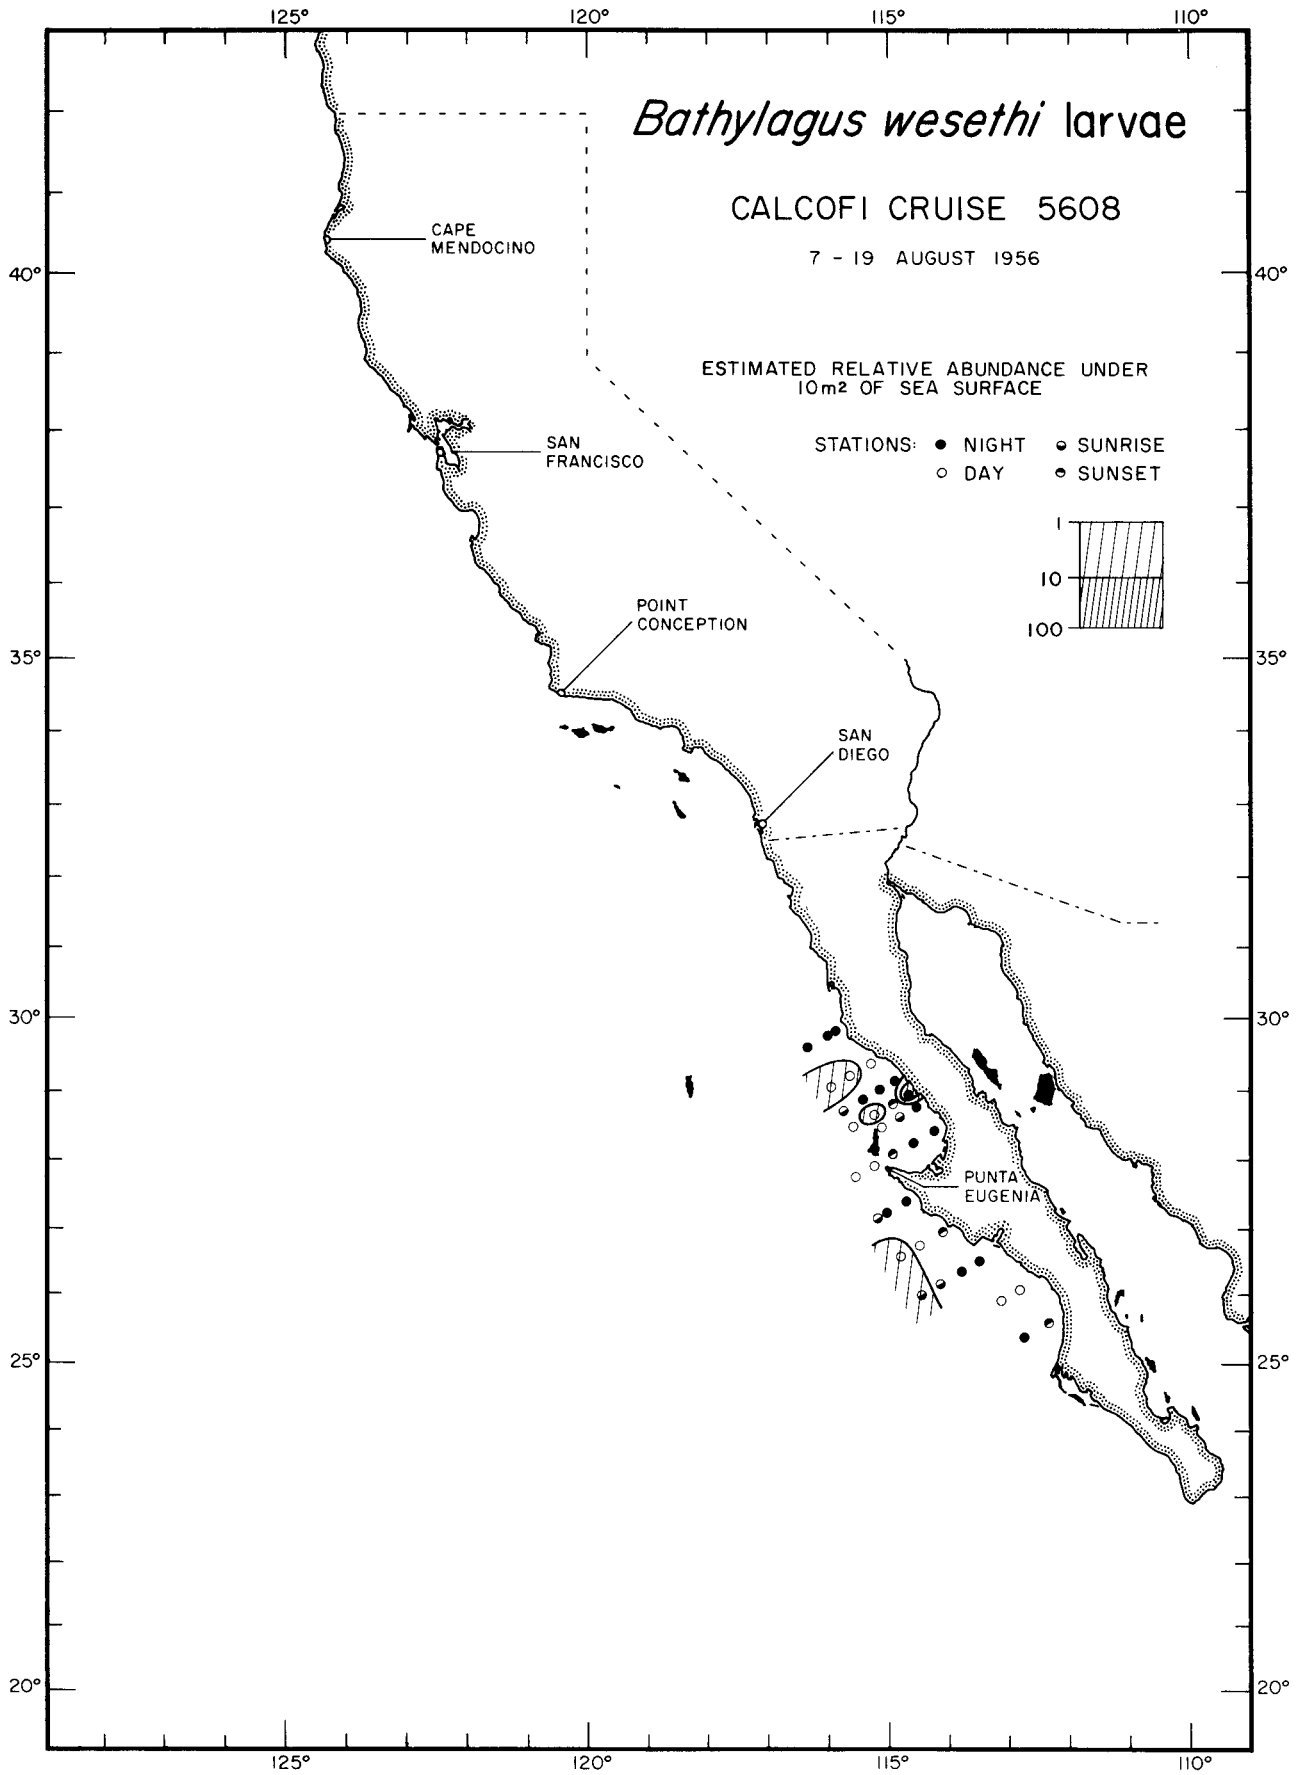 125° 120° 115° 110°
Bathylagus wesethi larvae
CALCOFI CRUISE 5608
7 - 19 AUGUST 1956
CAPE
MENDOCINO
40° 40°
ESTIMATED RELATIVE ABUNDANCE UNDER
10m2 OF SEA SURFACE
STATIONS: NIGHT SUNRISE
DAY SUNSET
SAN
FRANCISCO
1
10
100
POINT
CONCEPTION
35° 35°
SAN
DIEGO
30° 30°
PUNTA
EUGENIA
25° 25°
20° 20°
125° 120° 115° 110°